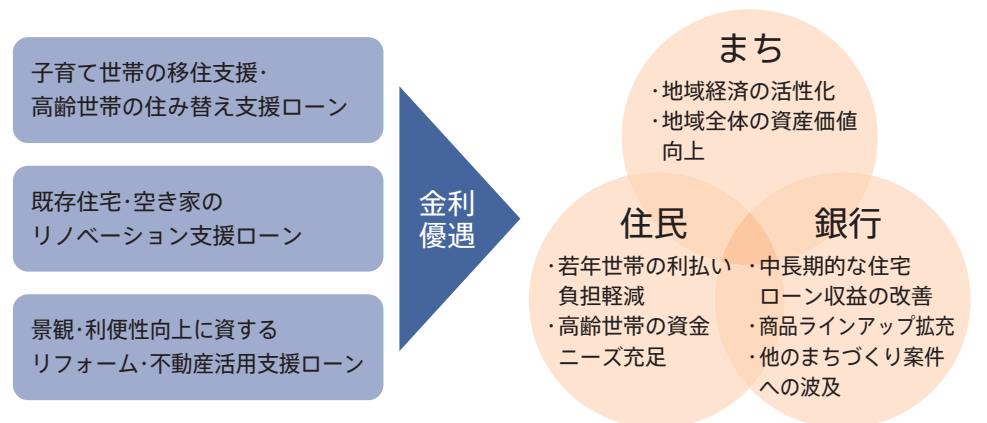 子育て世帯の移住支援･
高齢世帯の住み替え支援ローン
既存住宅･空き家の
リノベーション支援ローン
景観･利便性向上に資する
リフォーム･不動産活用支援ローン
金利
優遇
まち
･地域経済の活性化
･地域全体の資産価値
向上
住民
･若年世帯の利払い
負担軽減
･高齢世帯の資金
ニーズ充足
銀行
･中長期的な住宅
ローン収益の改善
･商品ラインアップ拡充
･他のまちづくり案件
への波及